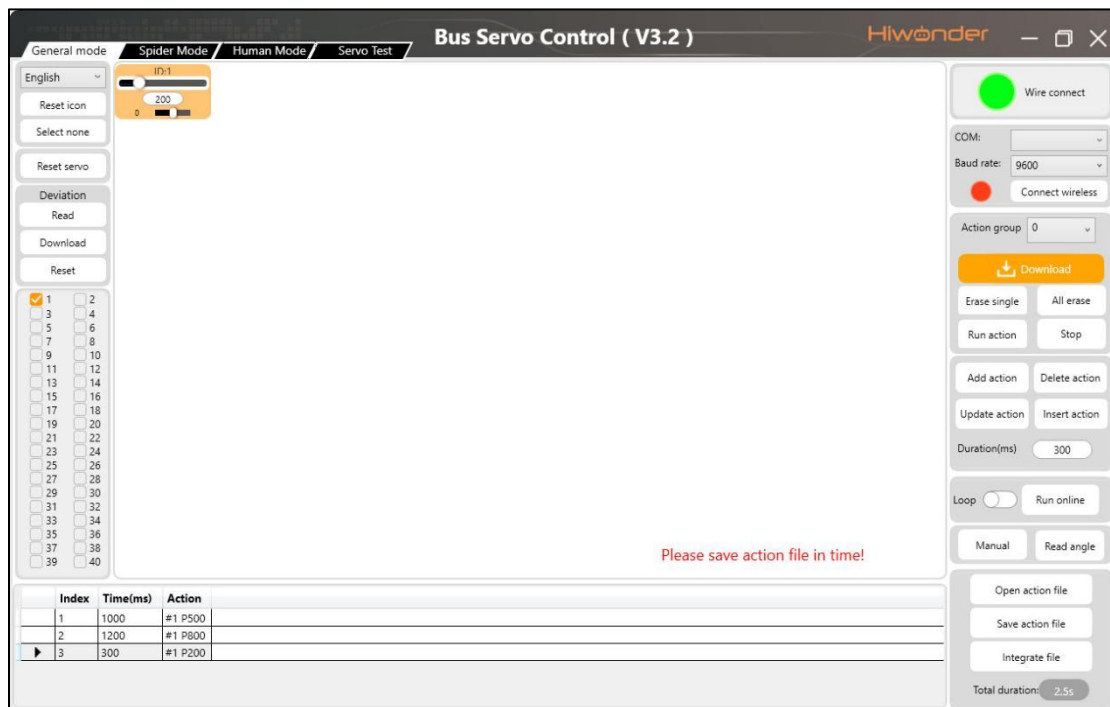 Bus Servo Control ( V3.2 )
Hiwonder
General mode
Spider Mode
Human Mode
Servo Test
English
Reset icon
Select none
Reset servo
Deviation
Read
Download
Reset
1 2
3 4
5 6
7 8
9 10
11 12
13 14
15 16
17 18
19 20
21 22
23 24
25 26
27 28
29 30
31 32
33 34
35 36
37 38
39 40
ID:1
200
0
Please save action file in time!
Wire connect
COM:
Baud rate: 9600
Connect wireless
Action group 0
Download
Erase single All erase
Run action Stop
Add action Delete action
Update action Insert action
Duration(ms) 300
Loop Run online
Manual Read angle
Open action file
Save action file
Integrate file
Total duration: 2.5s
Index Time(ms) Action
1 1000 #1 P500
2 1200 #1 P800
3 300 #1 P200